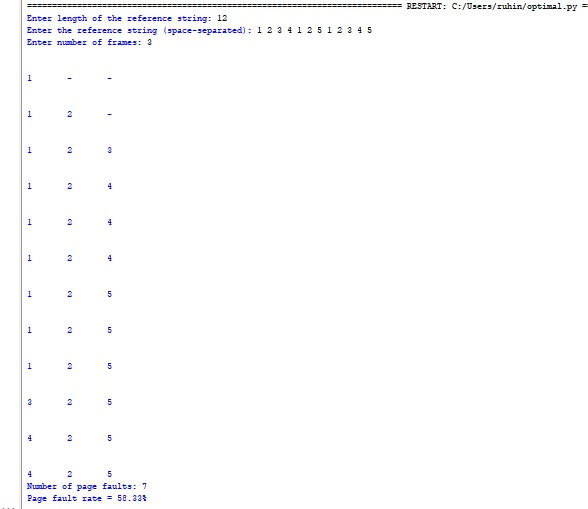 ================================================================================ RESTART: C:/Users/ruhin/optimal.py =
Enter length of the reference string: 12
Enter the reference string (space-separated): 1 2 3 4 1 2 5 1 2 3 4 5
Enter number of frames: 3
1 - -
1 2 -
1 2 3
1 2 4
1 2 4
1 2 4
1 2 5
1 2 5
1 2 5
3 2 5
4 2 5
4 2 5
Number of page faults: 7
Page fault rate = 58.33%